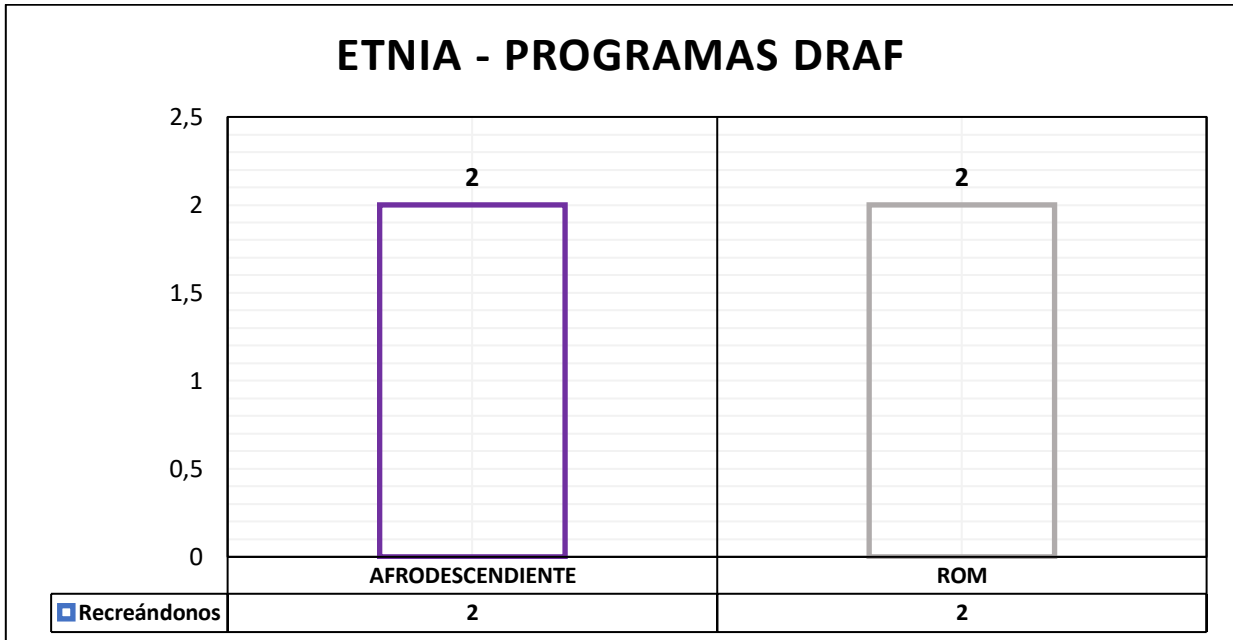 ETNIA - PROGRAMAS DRAF
2,5
2
1,5
1
0,5
0
2 2
AFRODESCENDIENTE ROM
Recreándonos 2 2